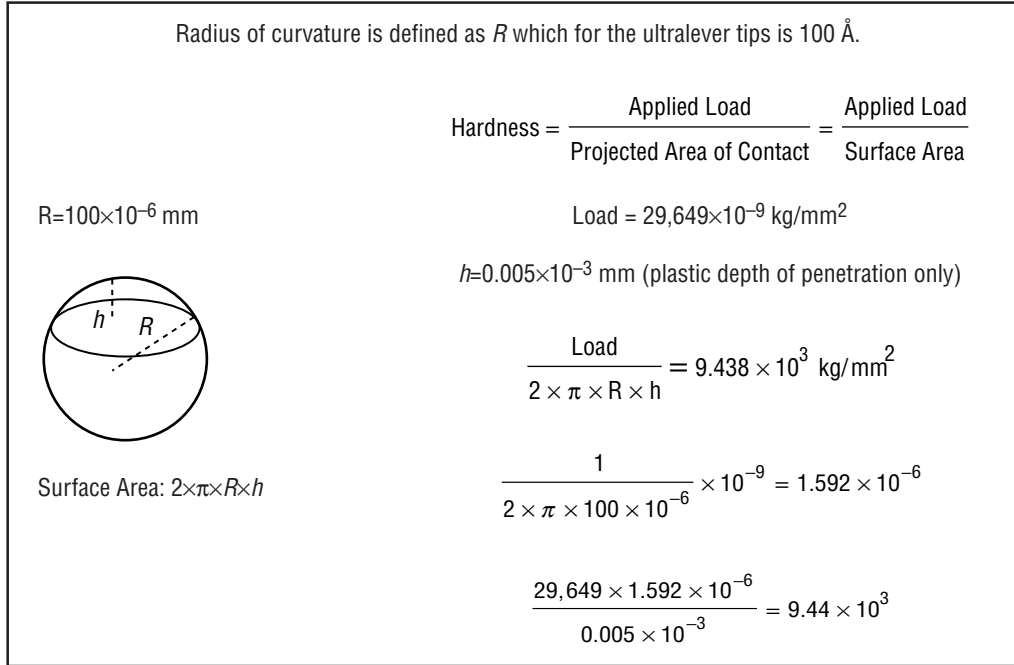 Radius of curvature is defined as R which for the ultralever tips is 100 Å.
Hardness = Applied Load / Projected Area of Contact = Applied Load / Surface Area
R=100×10⁻⁶ mm
Load = 29,649×10⁻⁹ kg/mm²
h=0.005×10⁻³ mm (plastic depth of penetration only)
h
R
Load / 2 × π × R × h = 9.438 × 10³ kg/mm²
Surface Area: 2×π×R×h
1 / 2 × π × 100 × 10⁻⁶ × 10⁻⁹ = 1.592 × 10⁻⁶
29,649 × 1.592 × 10⁻⁶ / 0.005 × 10⁻³ = 9.44 × 10³